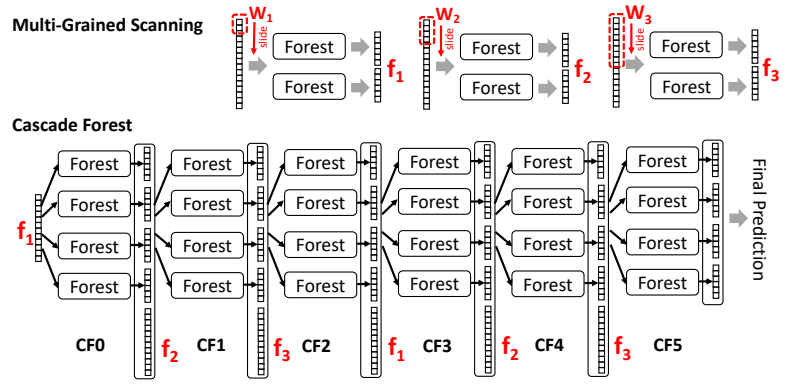 Multi-Grained Scanning
W1 slide Forest Forest f1
W2 slide Forest Forest f2
W3 slide Forest Forest f3
Cascade Forest
Forest Forest Forest Forest Forest Forest
Forest Forest Forest Forest Forest Forest
f1
Forest Forest Forest Forest Forest Forest
Forest Forest Forest Forest Forest Forest
Final Prediction
CF0 f2 CF1 f3 CF2 f1 CF3 f2 CF4 f3 CF5